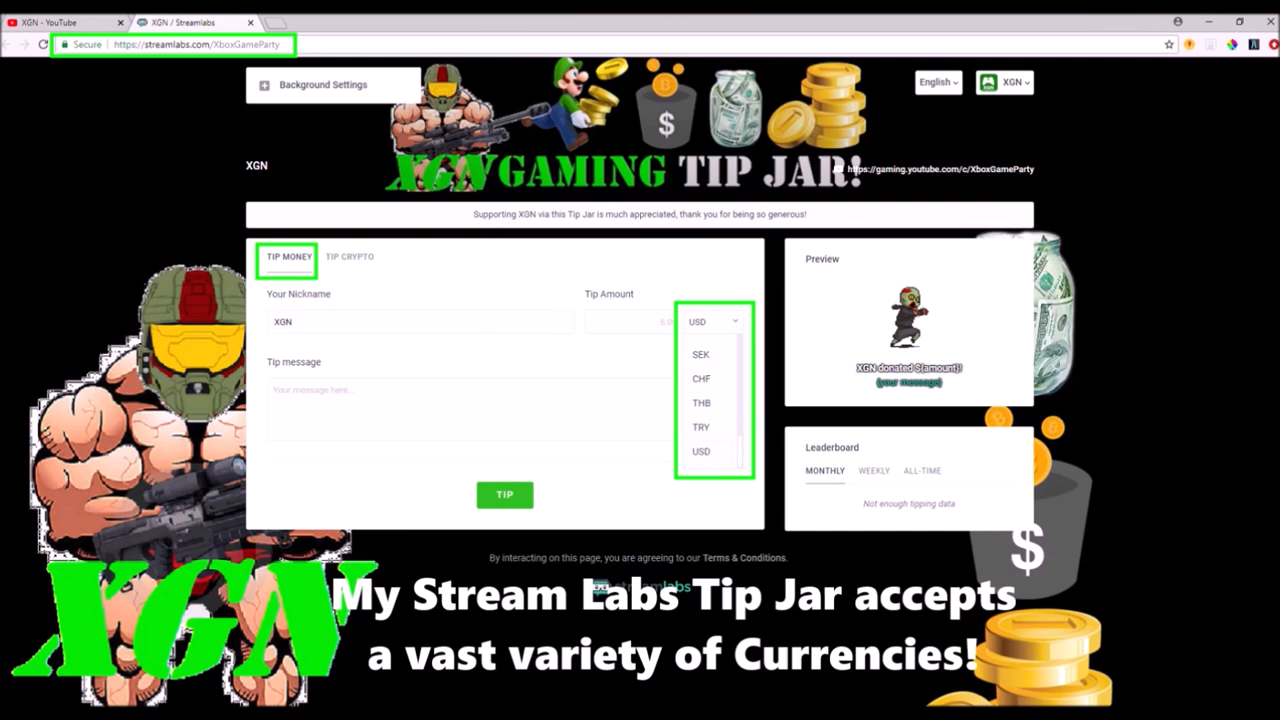 XGN - YouTube
XGN / Streamlabs
Secure
https://streamlabs.com/XboxGameParty
Background Settings
English
XGN
$
XGN GAMING TIP JAR!
XGN
https://gaming.youtube.com/c/XboxGameParty
Supporting XGN via this Tip Jar is much appreciated, thank you for being so generous!
TIP MONEY
TIP CRYPTO
Your Nickname
Tip Amount
XGN
USD
SEK
CHF
THB
TRY
USD
Tip message
Your message here...
TIP
Preview
XGN donated ${amount}!
{your message}
Leaderboard
MONTHLY
WEEKLY
ALL-TIME
Not enough tipping data
$
By interacting on this page, you are agreeing to our Terms & Conditions.
streamlabs
XGN
My Stream Labs Tip Jar accepts
a vast variety of Currencies!